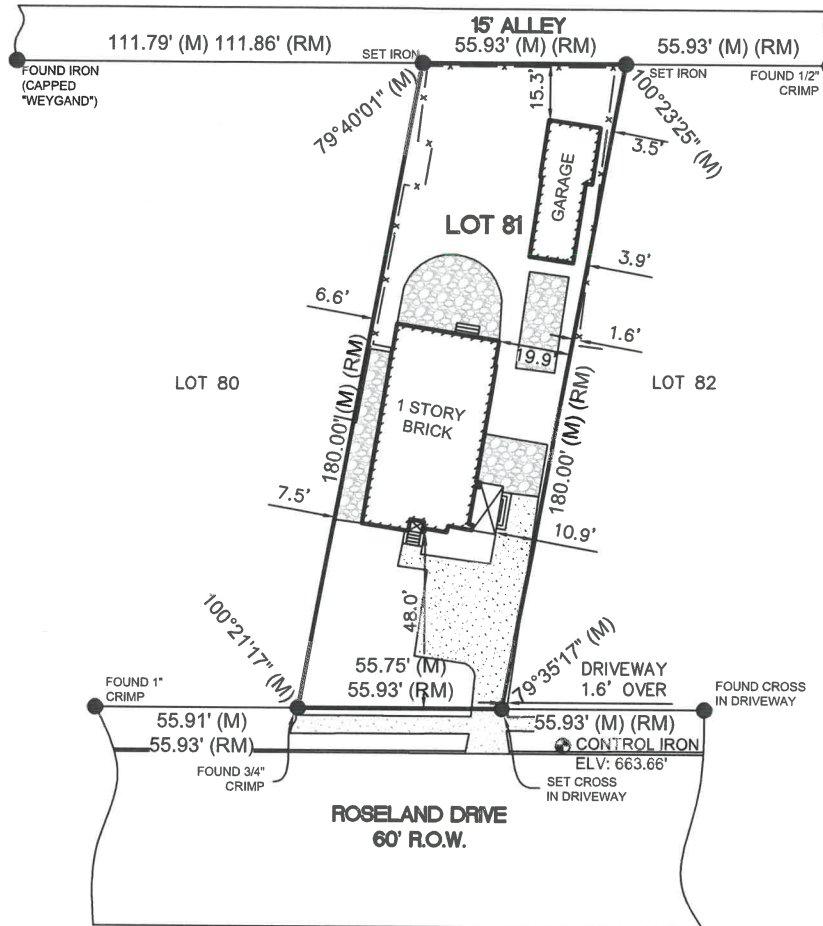 15' ALLEY
111.79' (M) 111.86' (RM)
SET IRON
55.93' (M) (RM)
55.93' (M) (RM)
FOUND IRON
(CAPPED
"WEYGAND")
SET IRON
FOUND 1/2"
CRIMP
79°40'01" (M)
15.3'
100°23'25" (M)
3.5'
GARAGE
LOT 81
3.9'
6.6'
1.6'
19.9'
LOT 80
LOT 82
180.00' (M) (RM)
1 STORY
BRICK
180.00' (M) (RM)
7.5'
10.9'
48.0'
100°21'17" (M)
79°35'17" (M)
55.75' (M)
55.93' (RM)
DRIVEWAY
1.6' OVER
FOUND 1"
CRIMP
FOUND CROSS
IN DRIVEWAY
55.91' (M)
55.93' (RM)
55.93' (M) (RM)
CONTROL IRON
ELV: 663.66'
FOUND 3/4"
CRIMP
SET CROSS
IN DRIVEWAY
ROSELAND DRIVE
60' R.O.W.